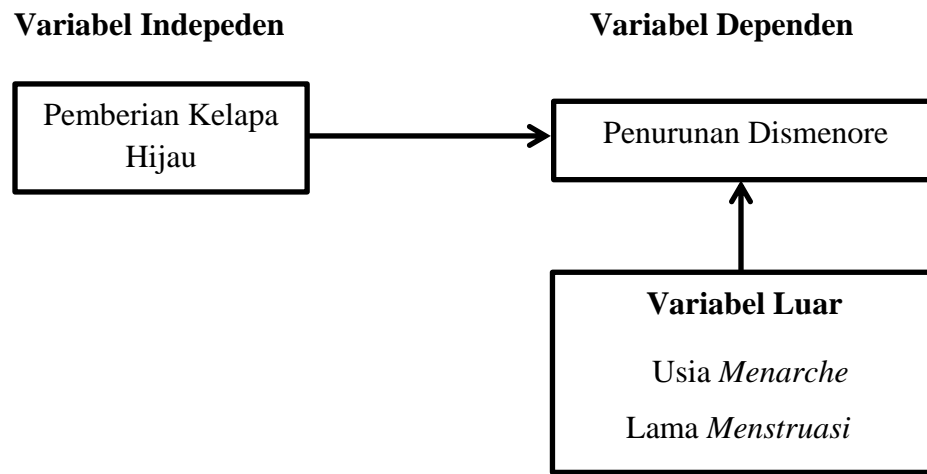 Variabel Indepeden
Variabel Dependen
Pemberian Kelapa
Hijau
Penurunan Dismenore
Variabel Luar
Usia Menarche
Lama Menstruasi